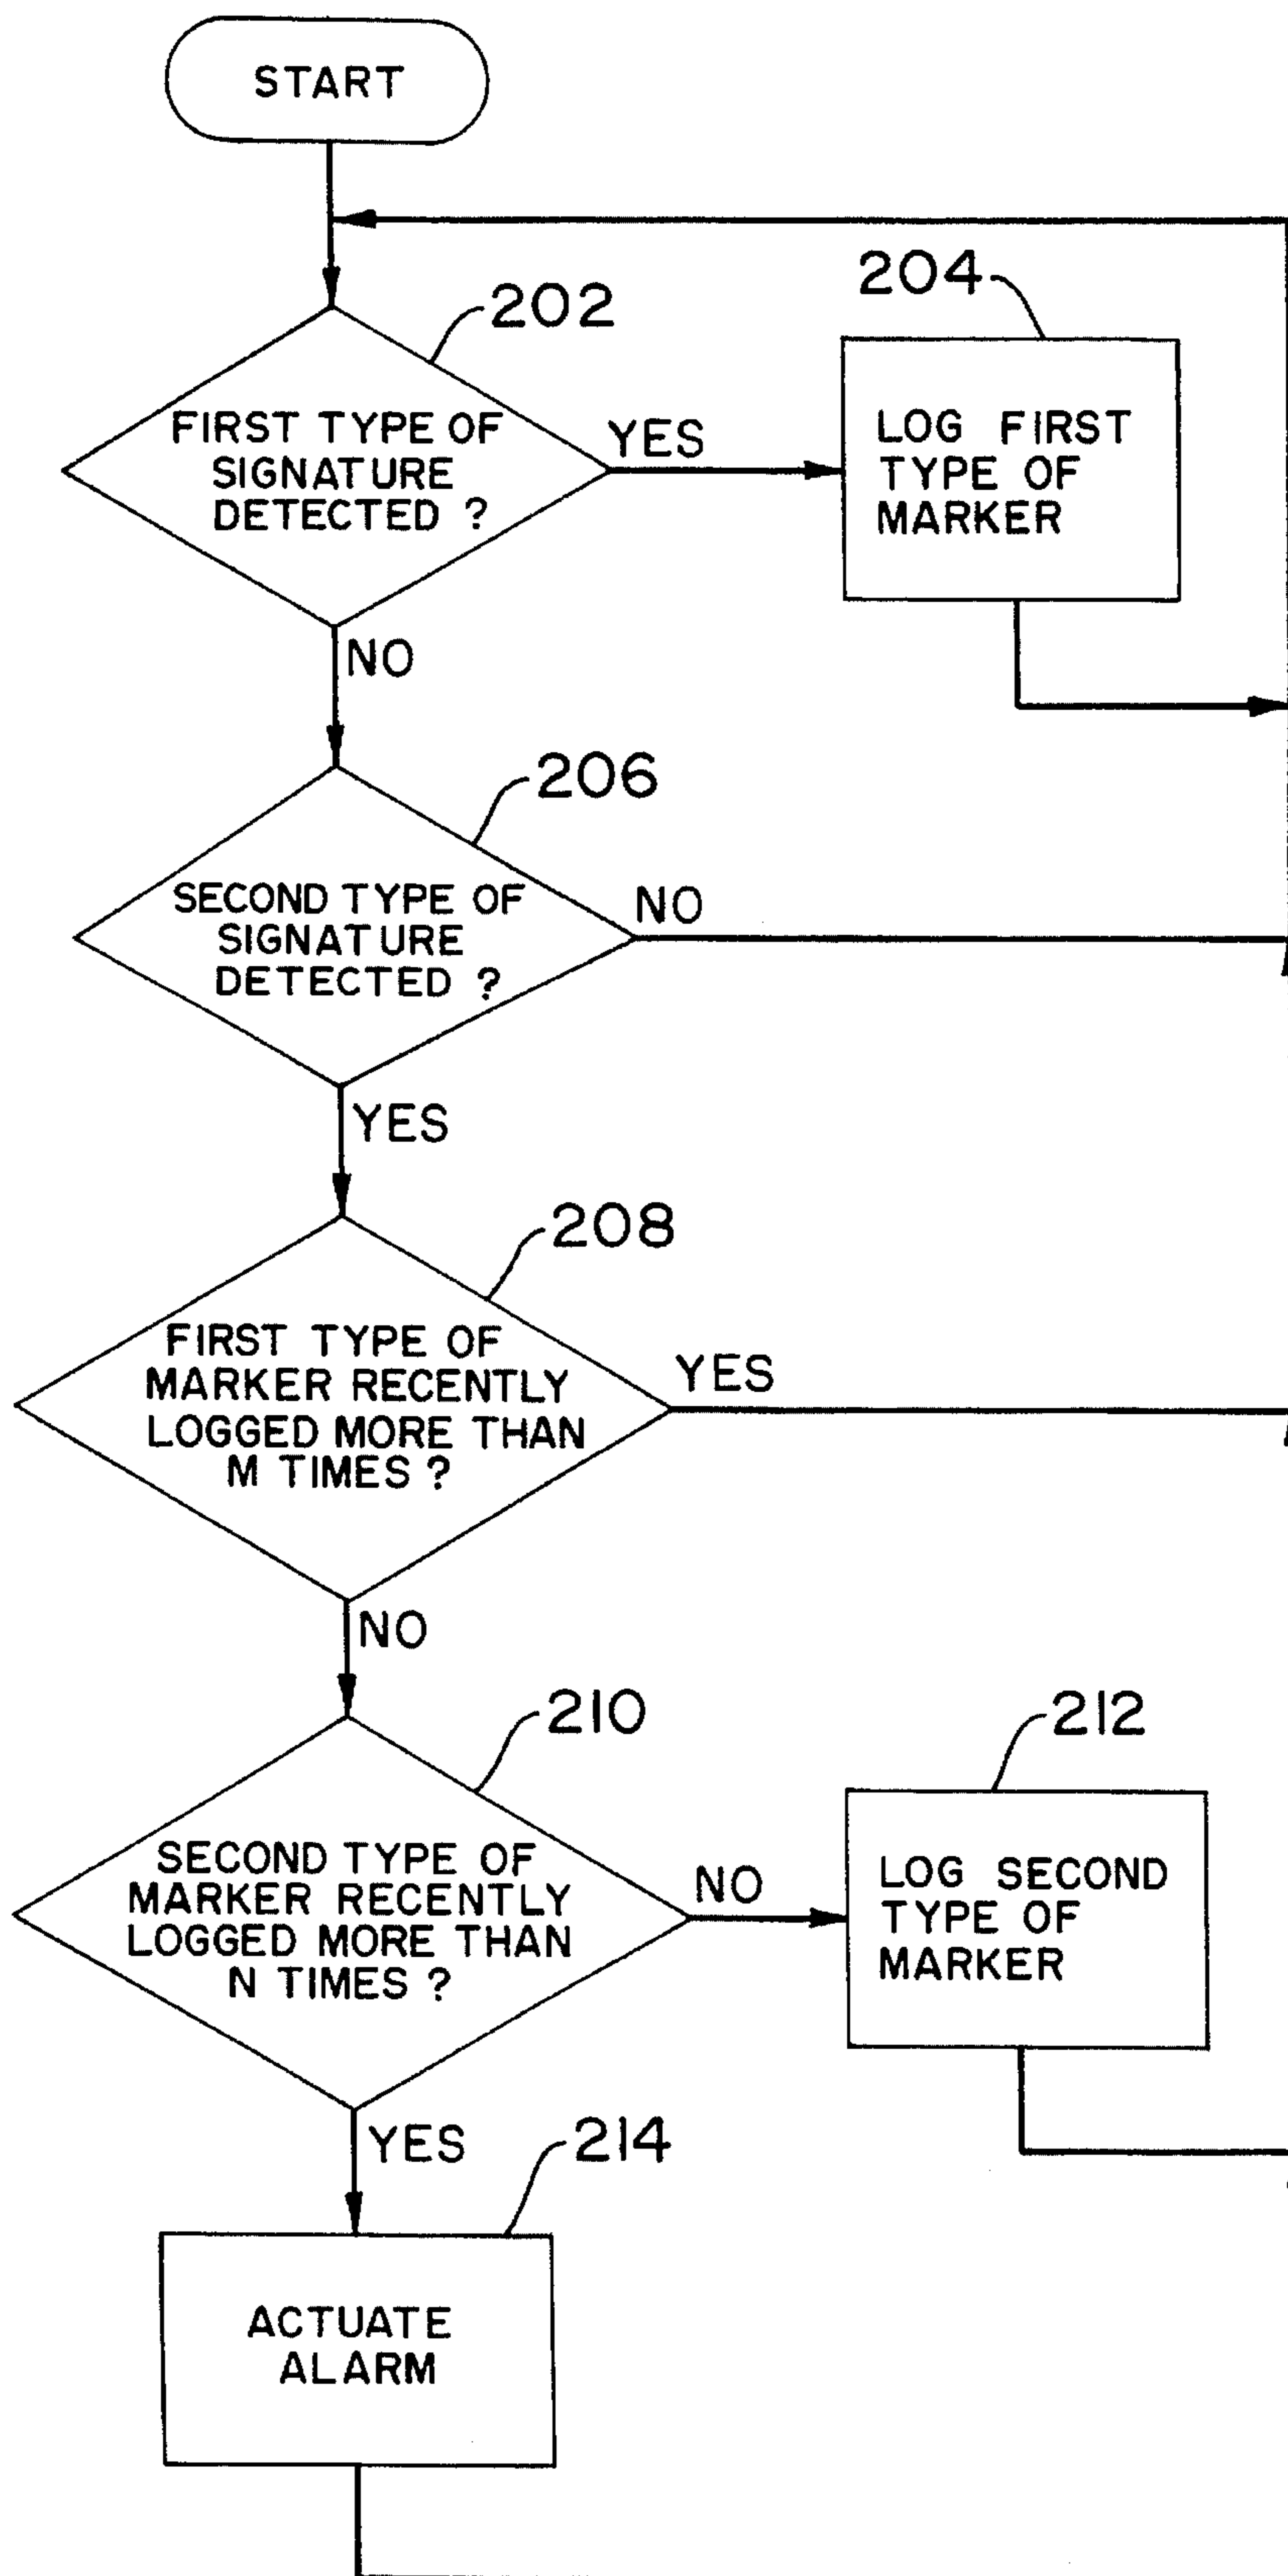 START
202
204
FIRST TYPE OF
SIGNATURE
DETECTED ?
YES
LOG FIRST
TYPE OF
MARKER
NO
206
SECOND TYPE OF
SIGNATURE
DETECTED ?
NO
YES
208
FIRST TYPE OF
MARKER RECENTLY
LOGGED MORE THAN
M TIMES ?
YES
NO
210
212
SECOND TYPE OF
MARKER RECENTLY
LOGGED MORE THAN
N TIMES ?
NO
LOG SECOND
TYPE OF
MARKER
YES
214
ACTUATE
ALARM